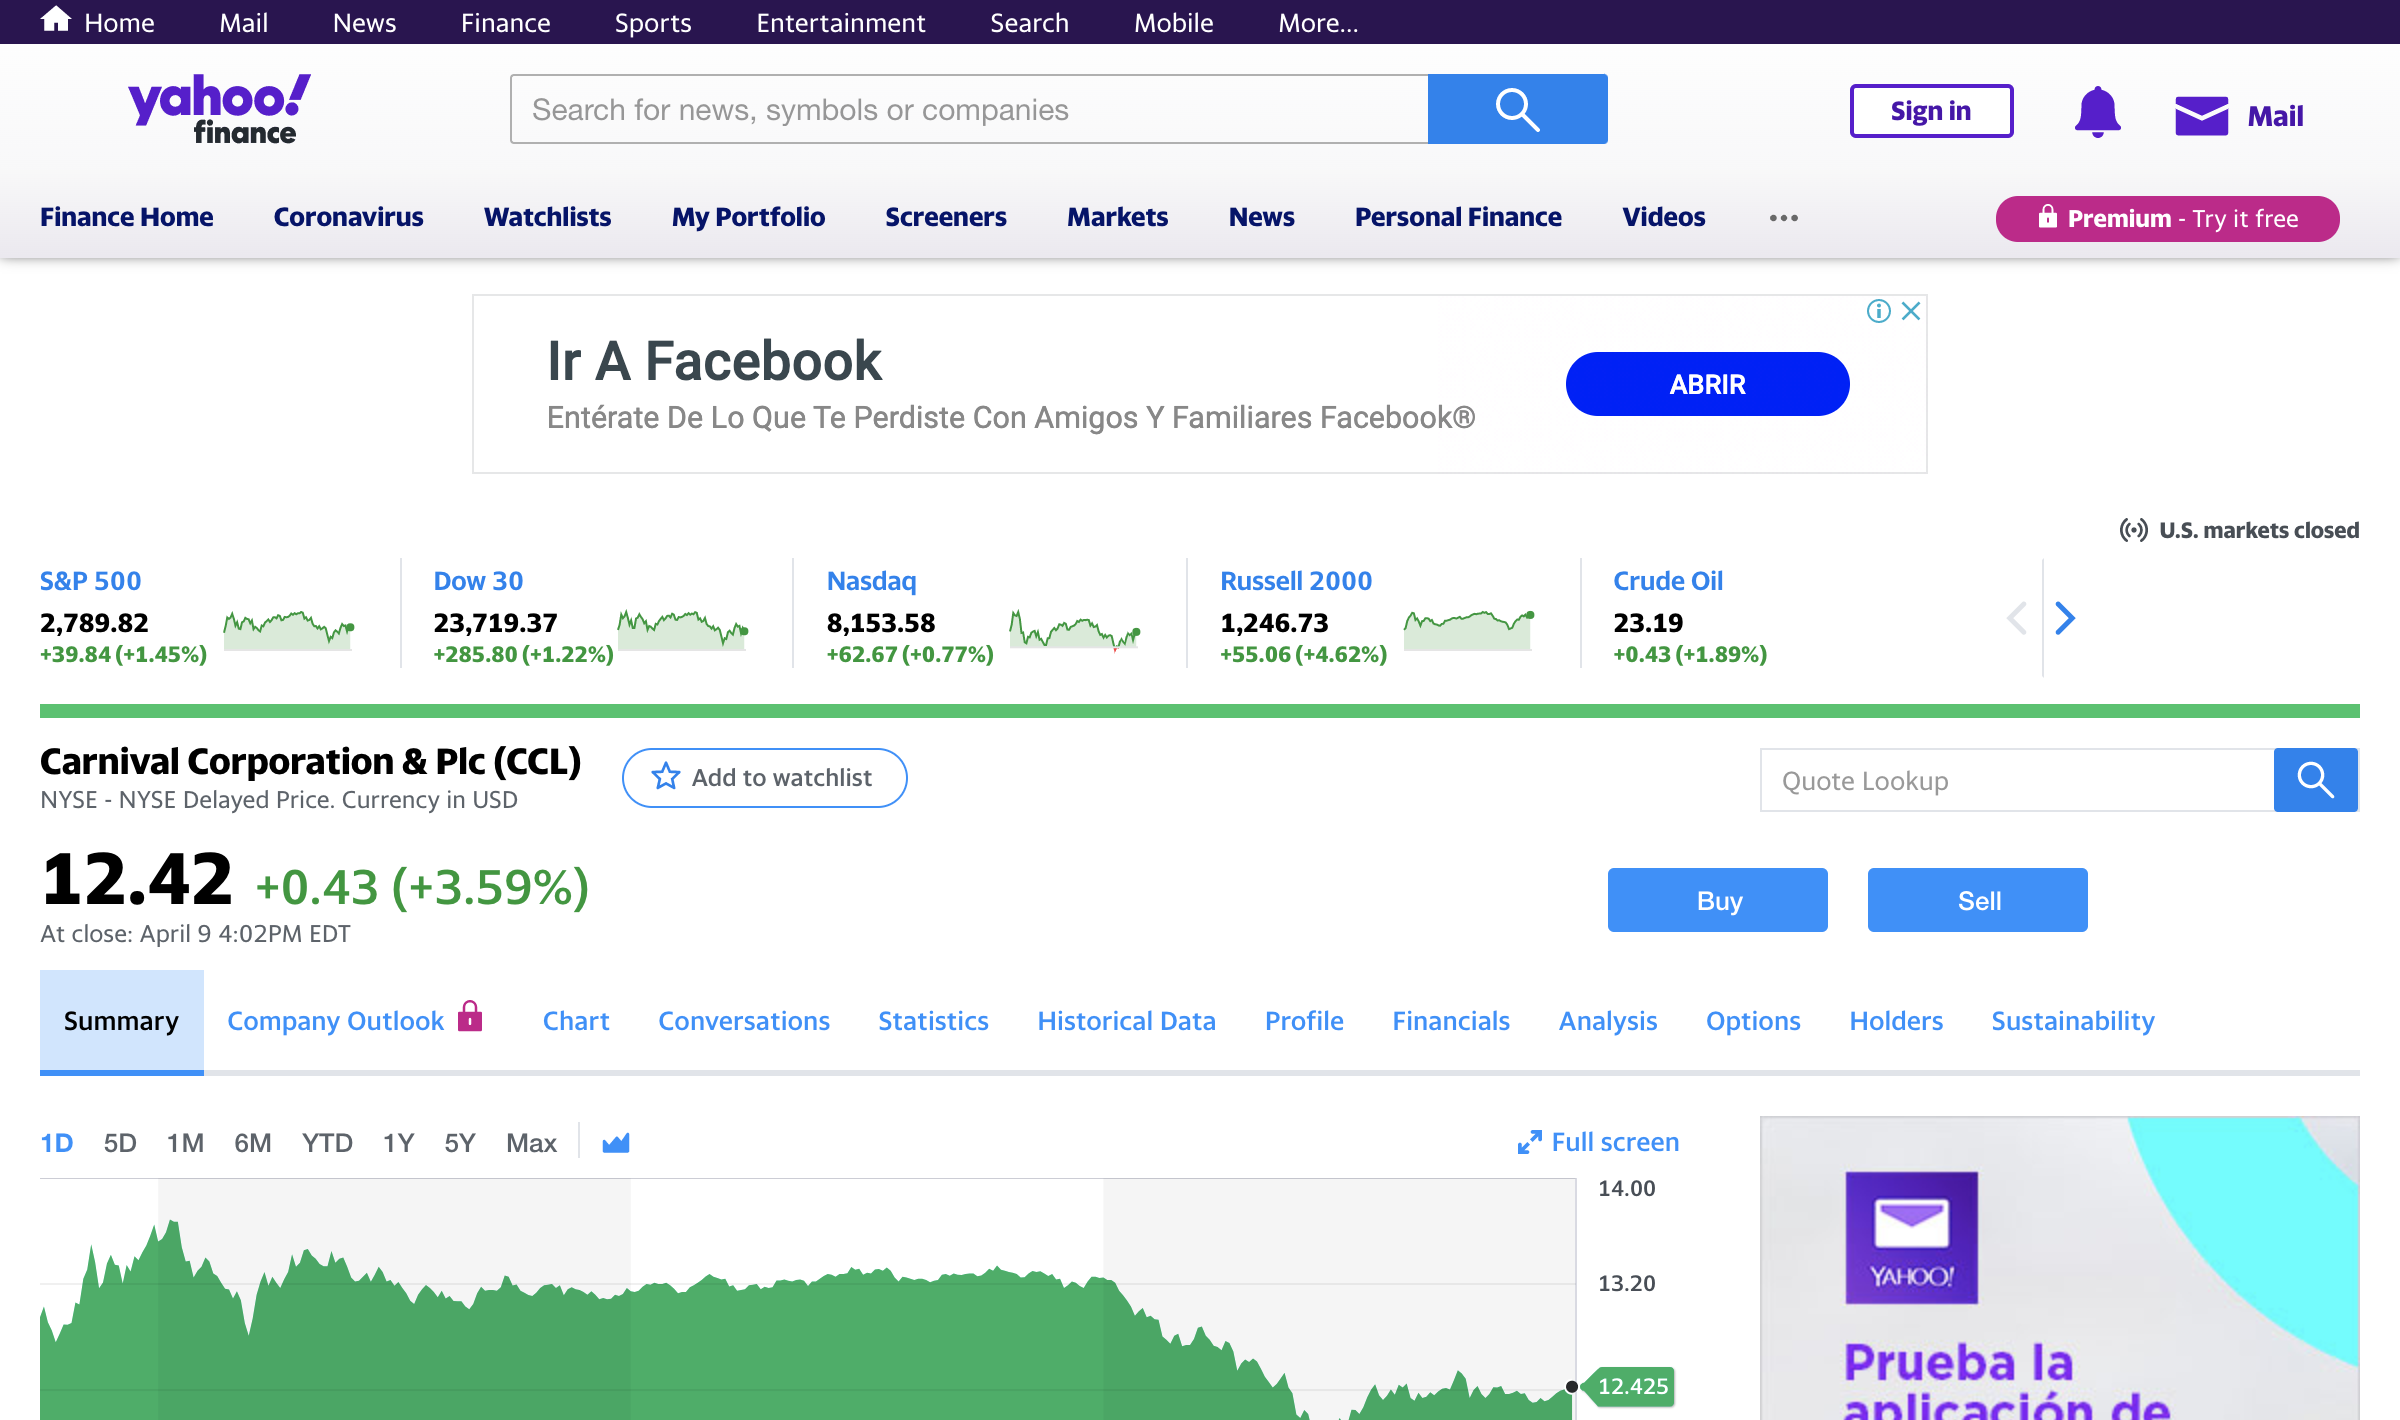 Home Mail News Finance Sports Entertainment Search Mobile More...
yahoo!
finance
Search for news, symbols or companies
Sign in
Mail
Finance Home Coronavirus Watchlists My Portfolio Screeners Markets News Personal Finance Videos
Premium - Try it free
Ir A Facebook
Entérate De Lo Que Te Perdiste Con Amigos Y Familiares Facebook®
ABRIR
U.S. markets closed
S&P 500
2,789.82
+39.84 (+1.45%)
Dow 30
23,719.37
+285.80 (+1.22%)
Nasdaq
8,153.58
+62.67 (+0.77%)
Russell 2000
1,246.73
+55.06 (+4.62%)
Crude Oil
23.19
+0.43 (+1.89%)
Carnival Corporation & Plc (CCL)
NYSE - NYSE Delayed Price. Currency in USD
Add to watchlist
Quote Lookup
12.42 +0.43 (+3.59%)
At close: April 9 4:02PM EDT
Buy
Sell
Summary Company Outlook Chart Conversations Statistics Historical Data Profile Financials Analysis Options Holders Sustainability
1D 5D 1M 6M YTD 1Y 5Y Max
Full screen
14.00
13.20
12.425
YAHOO!
Prueba la
aplicación de